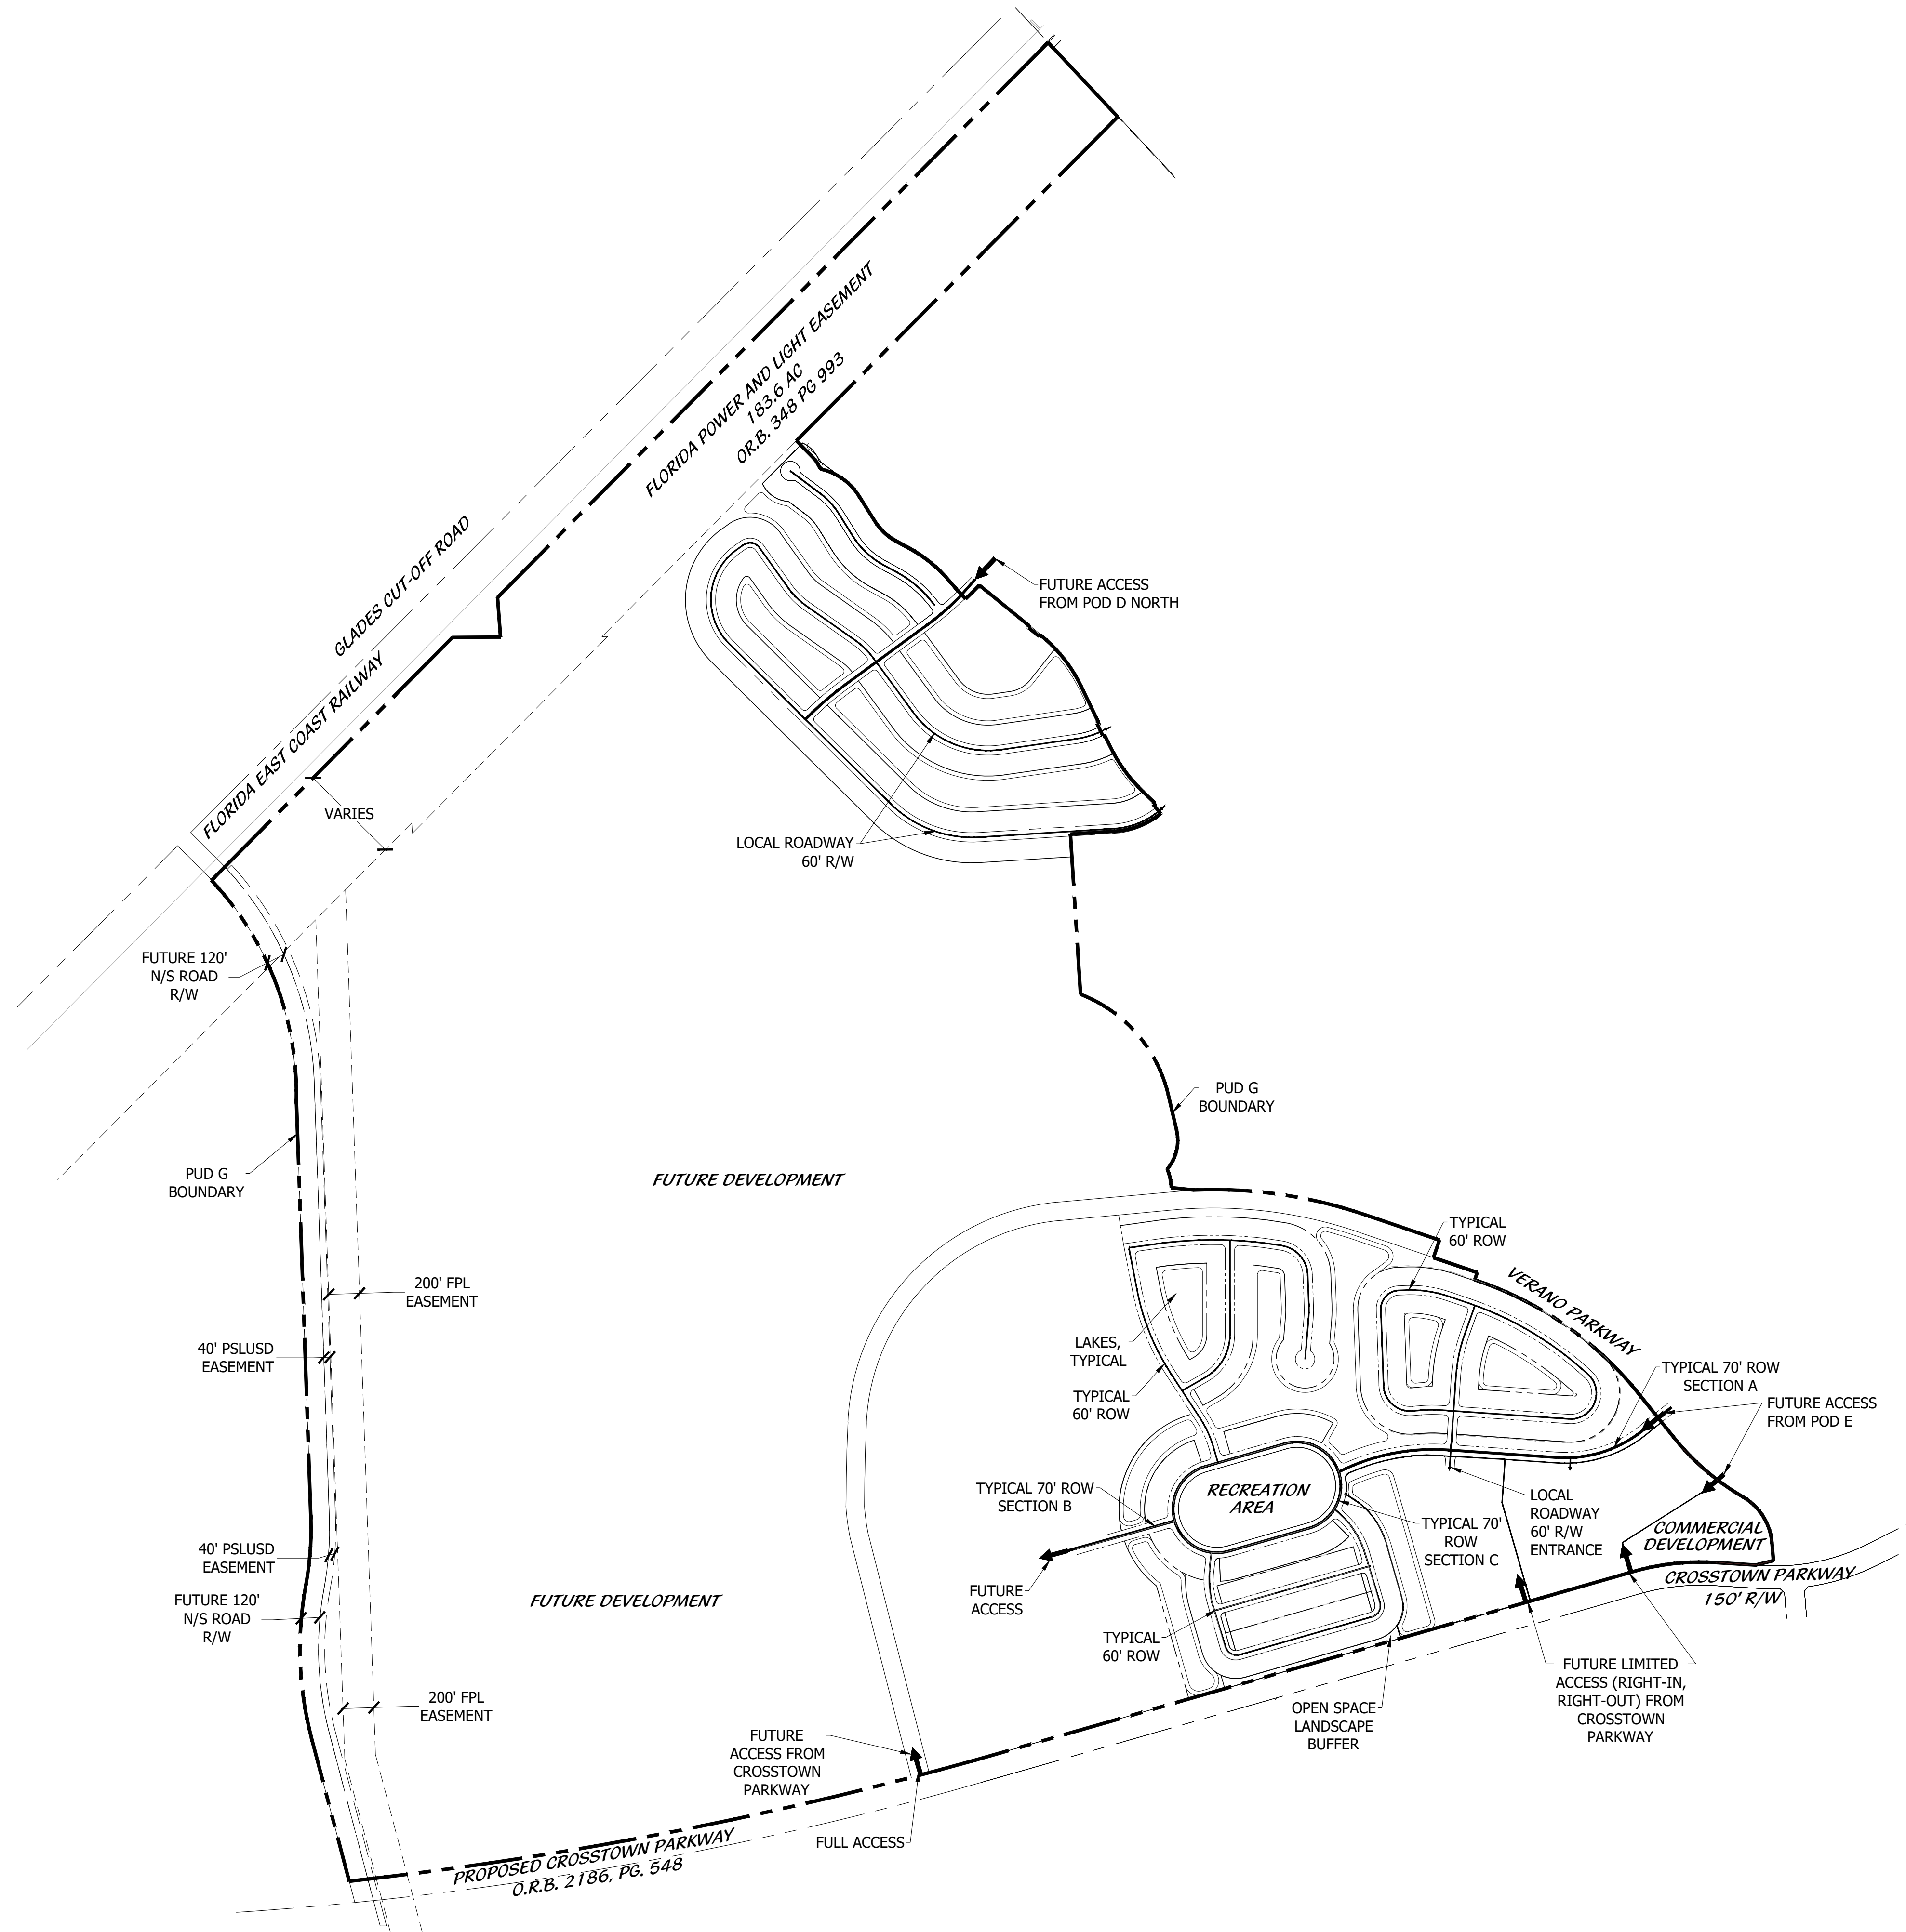 FLORIDA POWER AND LIGHT EASEMENT
183.6 AC
OR.B. 348 PG 993
GLADES CUT-OFF ROAD
FLORIDA EAST COAST RAILWAY
FUTURE ACCESS
FROM POD D NORTH
VARIES
LOCAL ROADWAY
60' R/W
FUTURE 120'
N/S ROAD
R/W
PUD G
BOUNDARY
PUD G
BOUNDARY
FUTURE DEVELOPMENT
TYPICAL
60' ROW
VERANO PARKWAY
200' FPL
EASEMENT
40' PSLUSD
EASEMENT
LAKES,
TYPICAL
TYPICAL
60' ROW
TYPICAL 70' ROW
SECTION A
FUTURE ACCESS
FROM POD E
TYPICAL 70' ROW
SECTION B
RECREATION
AREA
TYPICAL 70'
ROW
SECTION C
LOCAL
ROADWAY
60' R/W
ENTRANCE
COMMERCIAL
DEVELOPMENT
CROSSTOWN PARKWAY
150' R/W
40' PSLUSD
EASEMENT
FUTURE 120'
N/S ROAD
R/W
FUTURE DEVELOPMENT
FUTURE
ACCESS
TYPICAL
60' ROW
FUTURE LIMITED
ACCESS (RIGHT-IN,
RIGHT-OUT) FROM
CROSSTOWN
PARKWAY
200' FPL
EASEMENT
OPEN SPACE
LANDSCAPE
BUFFER
FUTURE
ACCESS FROM
CROSSTOWN
PARKWAY
FULL ACCESS
PROPOSED CROSSTOWN PARKWAY
O.R.B. 2186, PG. 548